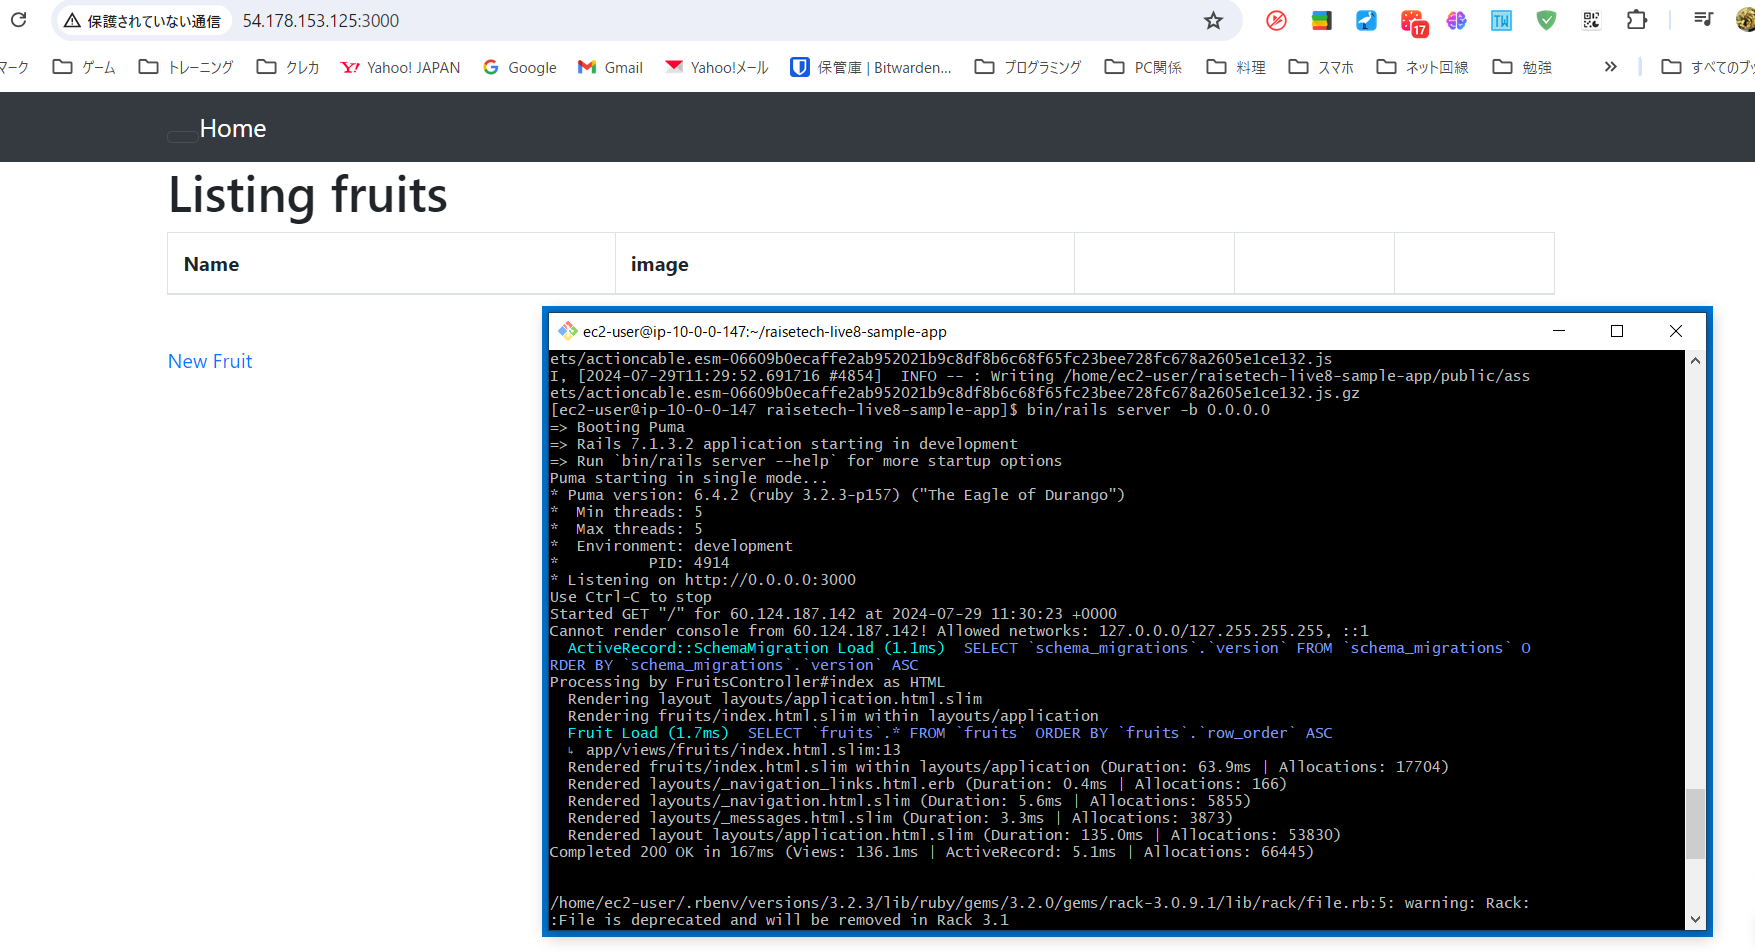 保護されていない通信 54.178.153.125:3000 17 TW
マーク ゲーム トレーニング クレカ Yahoo! JAPAN Google Gmail Yahoo!メール 保管庫 | Bitwarden... プログラミング PC関係 料理 スマホ ネット回線 勉強 » すべてのブッ
Home
Listing fruits
Name image
New Fruit
ec2-user@ip-10-0-0-147:~/raisetech-live8-sample-app
ets/actioncable.esm-06609b0ecaffe2ab952021b9c8df8b6c68f65fc23bee728fc678a2605e1ce132.js
I, [2024-07-29T11:29:52.691716 #4854]  INFO -- : Writing /home/ec2-user/raisetech-live8-sample-app/public/ass
ets/actioncable.esm-06609b0ecaffe2ab952021b9c8df8b6c68f65fc23bee728fc678a2605e1ce132.js.gz
[ec2-user@ip-10-0-0-147 raisetech-live8-sample-app]$ bin/rails server -b 0.0.0.0
=> Booting Puma
=> Rails 7.1.3.2 application starting in development
=> Run `bin/rails server --help` for more startup options
Puma starting in single mode...
* Puma version: 6.4.2 (ruby 3.2.3-p157) ("The Eagle of Durango")
*  Min threads: 5
*  Max threads: 5
*  Environment: development
*          PID: 4914
* Listening on http://0.0.0.0:3000
Use Ctrl-C to stop
Started GET "/" for 60.124.187.142 at 2024-07-29 11:30:23 +0000
Cannot render console from 60.124.187.142! Allowed networks: 127.0.0.0/127.255.255.255, ::1
  ActiveRecord::SchemaMigration Load (1.1ms)  SELECT `schema_migrations`.`version` FROM `schema_migrations` O
RDER BY `schema_migrations`.`version` ASC
Processing by FruitsController#index as HTML
  Rendering layout layouts/application.html.slim
  Rendering fruits/index.html.slim within layouts/application
  Fruit Load (1.7ms)  SELECT `fruits`.* FROM `fruits` ORDER BY `fruits`.`row_order` ASC
  ↳ app/views/fruits/index.html.slim:13
  Rendered fruits/index.html.slim within layouts/application (Duration: 63.9ms | Allocations: 17704)
  Rendered layouts/_navigation_links.html.erb (Duration: 0.4ms | Allocations: 166)
  Rendered layouts/_navigation.html.slim (Duration: 5.6ms | Allocations: 5855)
  Rendered layouts/_messages.html.slim (Duration: 3.3ms | Allocations: 3873)
  Rendered layout layouts/application.html.slim (Duration: 135.0ms | Allocations: 53830)
Completed 200 OK in 167ms (Views: 136.1ms | ActiveRecord: 5.1ms | Allocations: 66445)
/home/ec2-user/.rbenv/versions/3.2.3/lib/ruby/gems/3.2.0/gems/rack-3.0.9.1/lib/rack/file.rb:5: warning: Rack:
:File is deprecated and will be removed in Rack 3.1